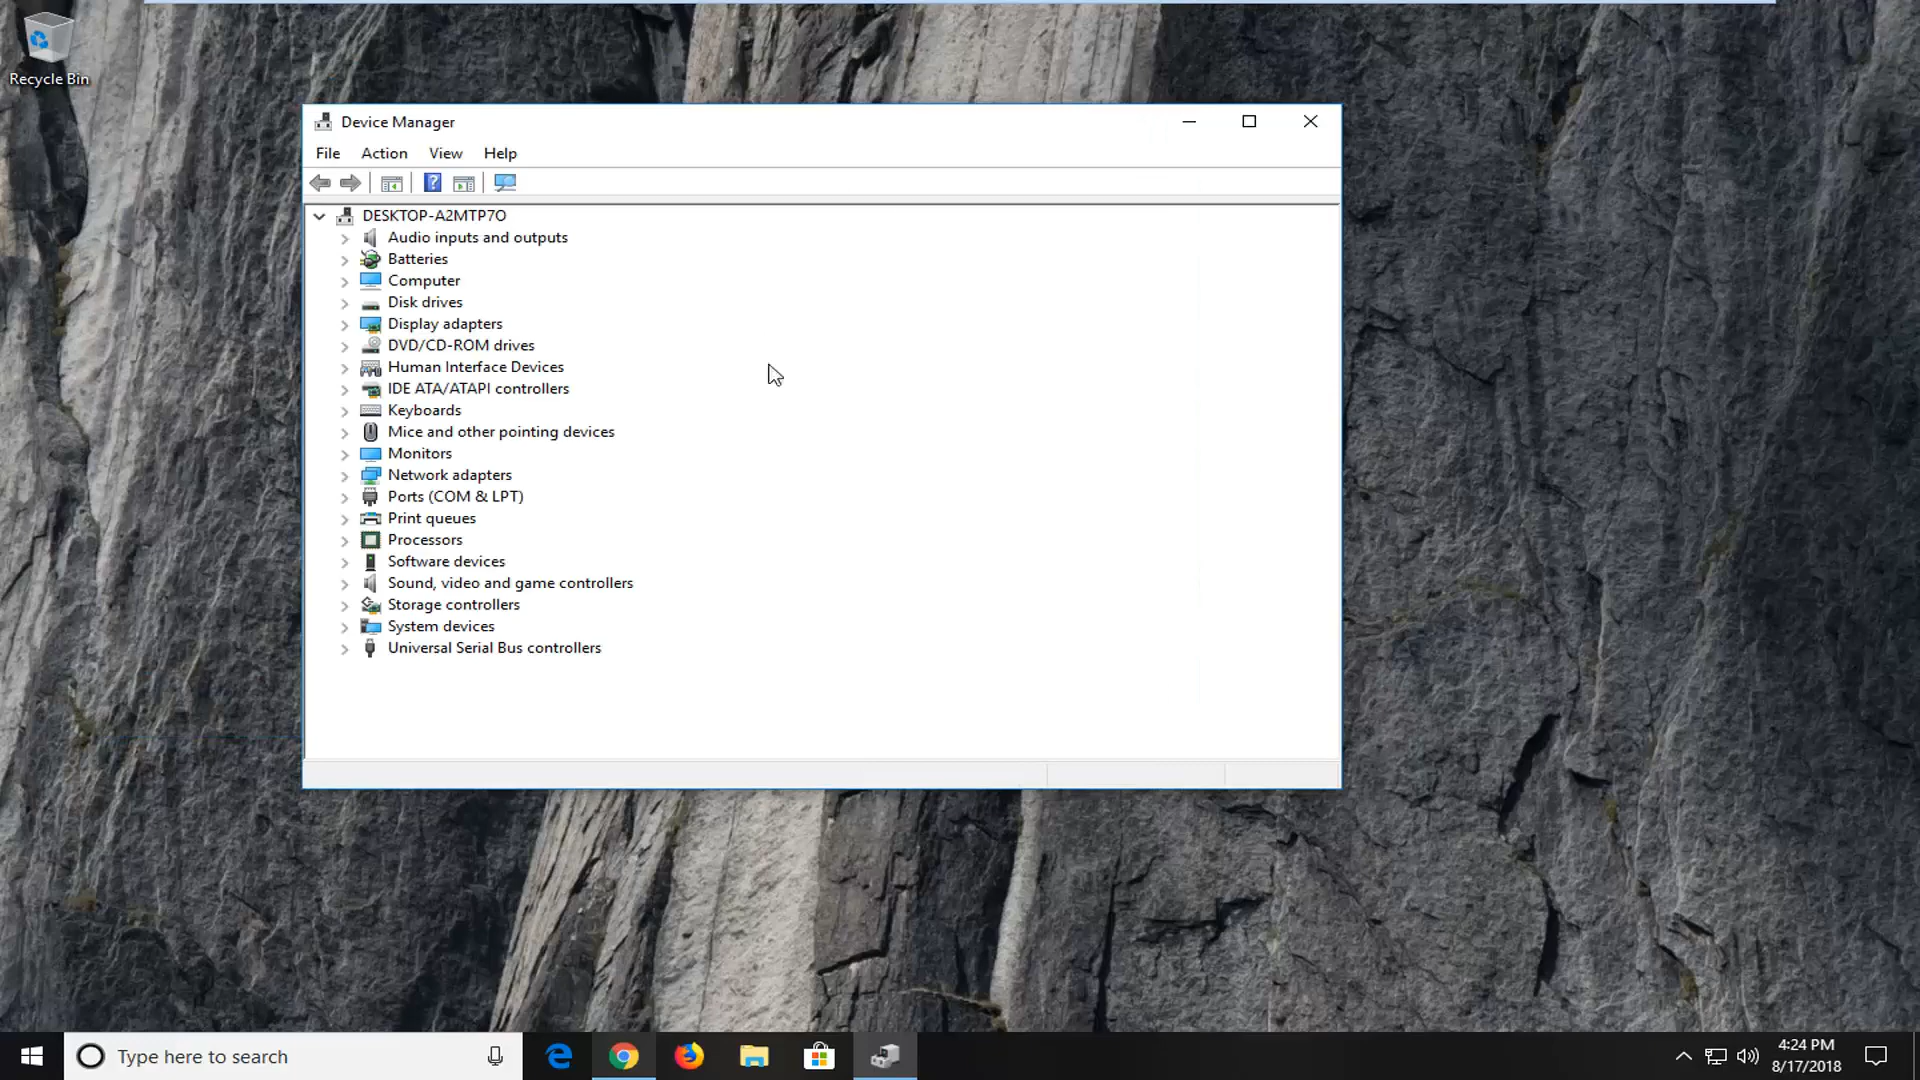 Recycle Bin
Device Manager
File Action View Help
DESKTOP-A2MTP7O
Audio inputs and outputs
Batteries
Computer
Disk drives
Display adapters
DVD/CD-ROM drives
Human Interface Devices
IDE ATA/ATAPI controllers
Keyboards
Mice and other pointing devices
Monitors
Network adapters
Ports (COM & LPT)
Print queues
Processors
Software devices
Sound, video and game controllers
Storage controllers
System devices
Universal Serial Bus controllers
Type here to search
4:24 PM
8/17/2018